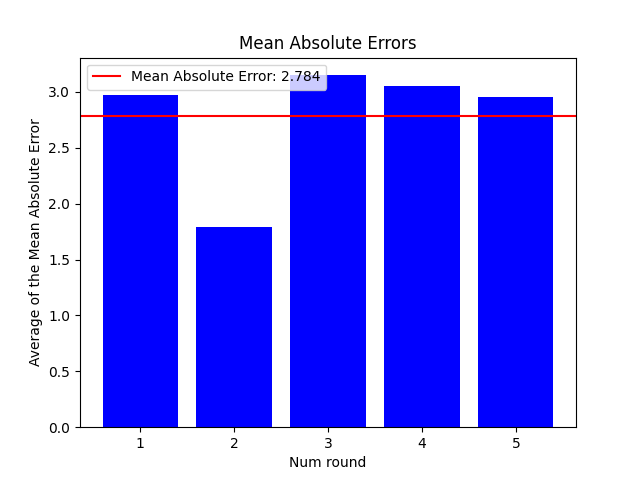 Mean Absolute Errors
Mean Absolute Error: 2.784
Average of the Mean Absolute Error
3.0
2.5
2.0
1.5
1.0
0.5
0.0
1 2 3 4 5
Num round